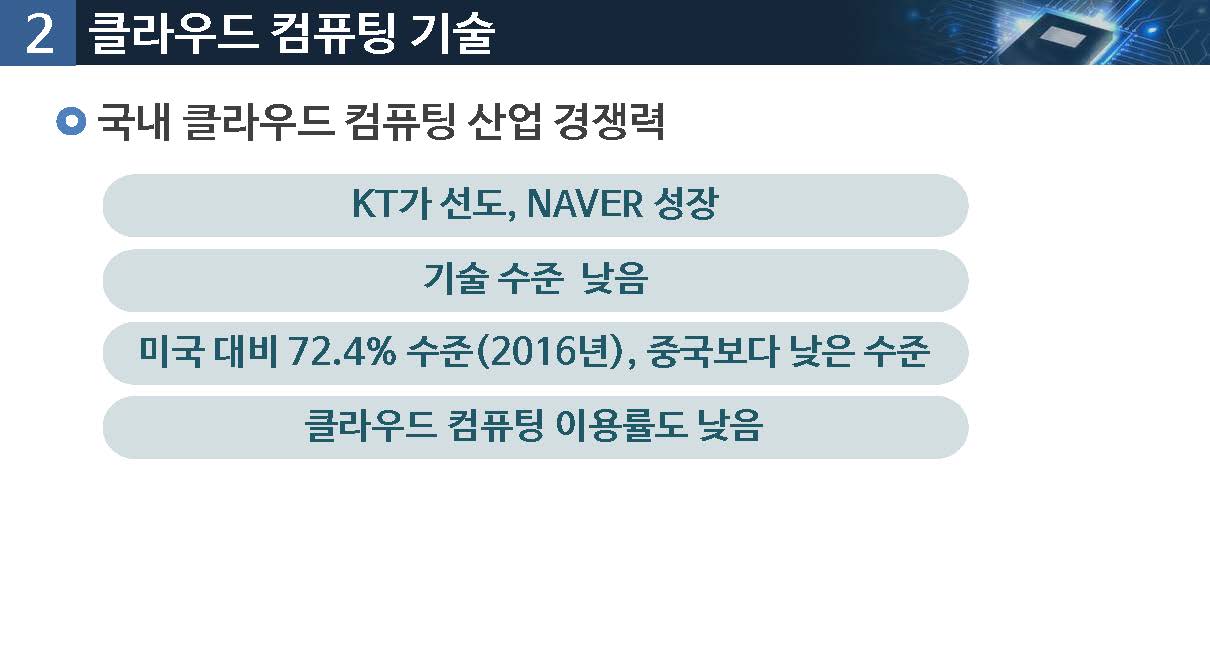 2 클라우드 컴퓨팅 기술
국내 클라우드 컴퓨팅 산업 경쟁력
KT가 선도, NAVER 성장
기술 수준 낮음
미국 대비 72.4% 수준(2016년), 중국보다 낮은 수준
클라우드 컴퓨팅 이용률도 낮음